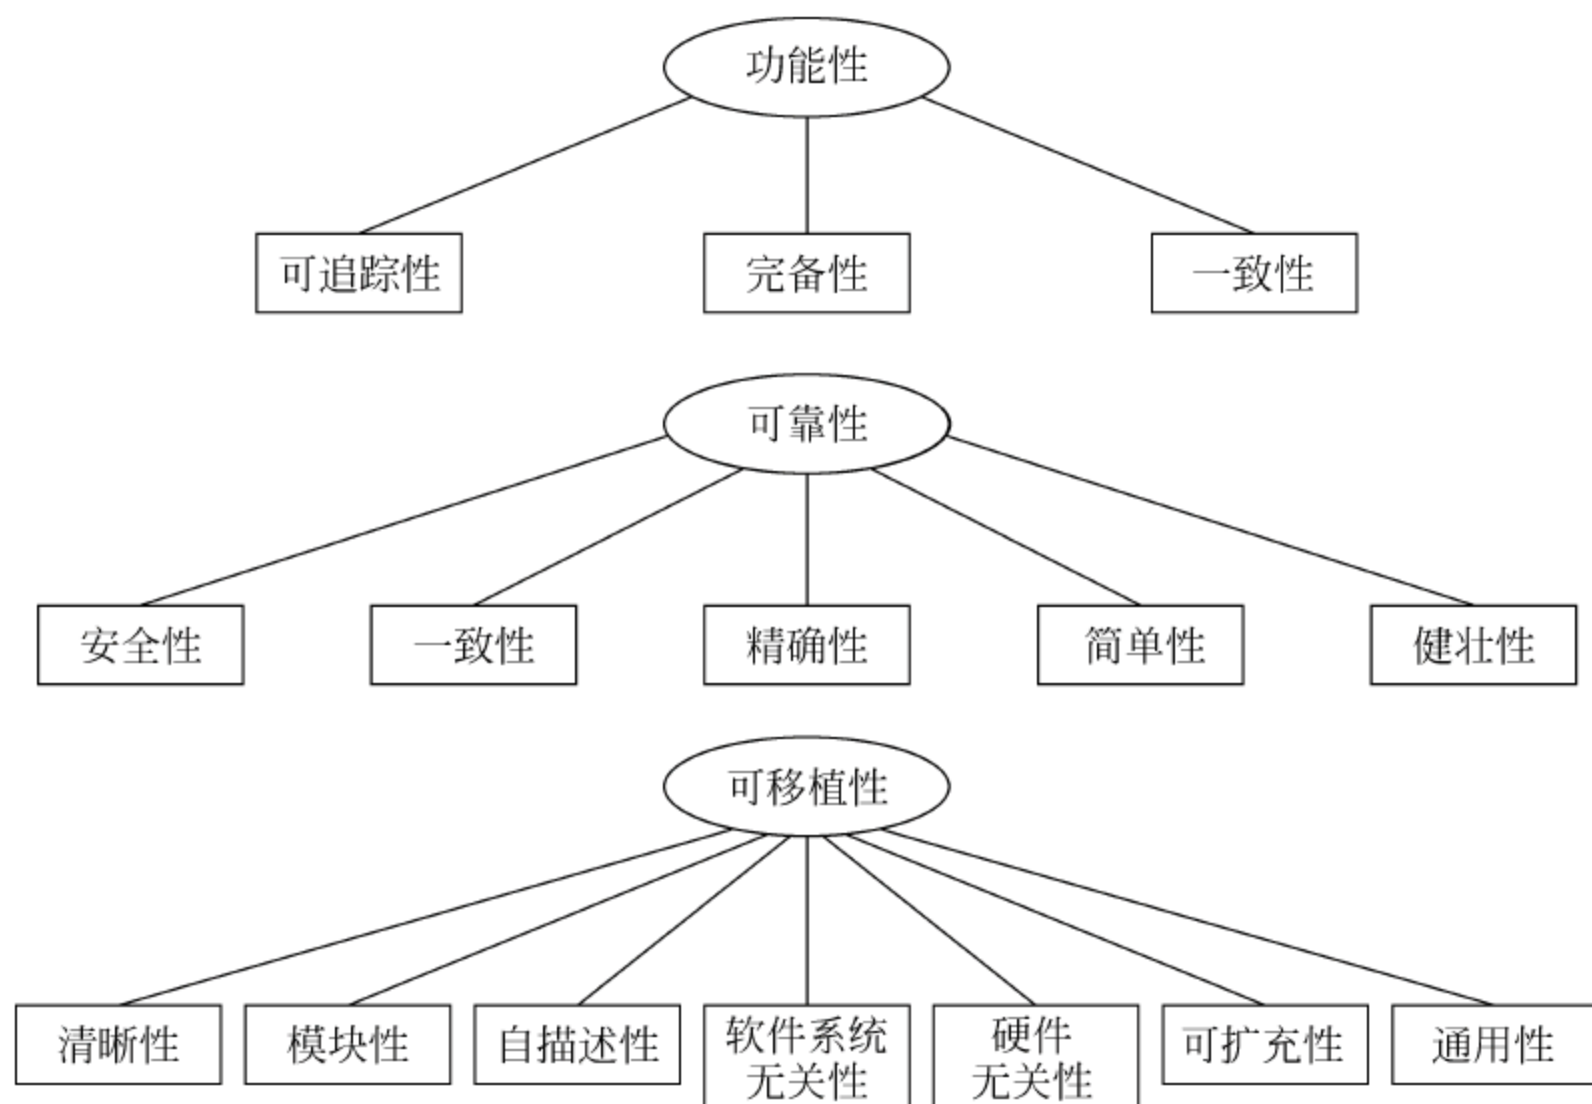 功能性
可追踪性
完备性
一致性
可靠性
安全性
一致性
精确性
简单性
健壮性
可移植性
清晰性
模块性
自描述性
软件系统
无关性
硬件
无关性
可扩充性
通用性